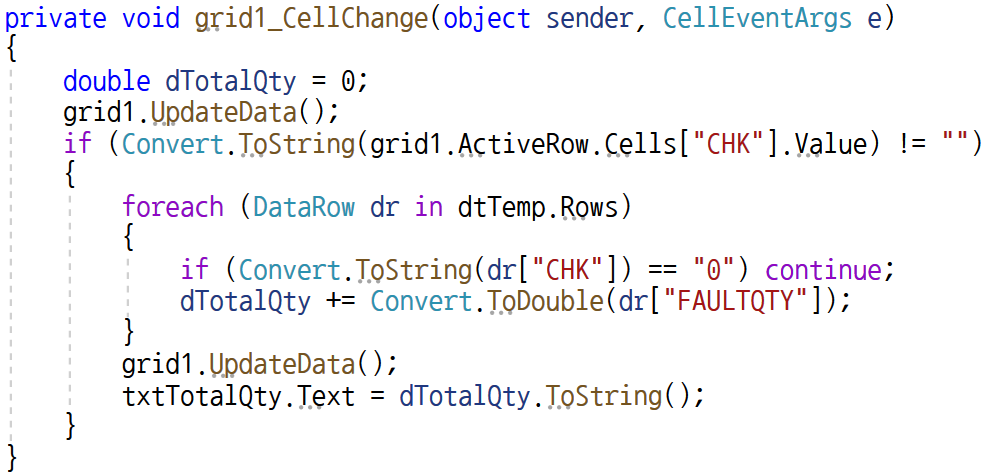 private void grid1_CellChange(object sender, CellEventArgs e)
{
    double dTotalQty = 0;
    grid1.UpdateData();
    if (Convert.ToString(grid1.ActiveRow.Cells["CHK"].Value) != "")
    {
        foreach (DataRow dr in dtTemp.Rows)
        {
            if (Convert.ToString(dr["CHK"]) == "0") continue;
            dTotalQty += Convert.ToDouble(dr["FAULTQTY"]);
        }
        grid1.UpdateData();
        txtTotalQty.Text = dTotalQty.ToString();
    }
}